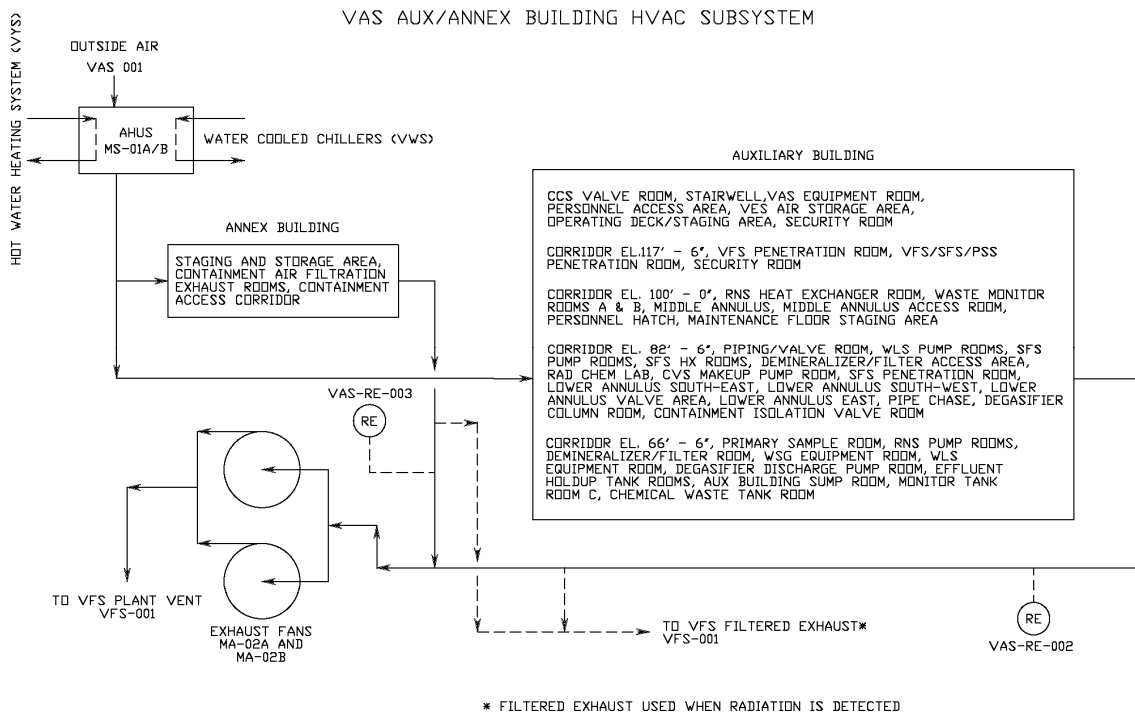 VAS AUX/ANNEX BUILDING HVAC SUBSYSTEM
HOT WATER HEATING SYSTEM (VYS)
OUTSIDE AIR
VAS 001
AHUS
MS-01A/B
WATER COOLED CHILLERS (VWS)
ANNEX BUILDING
STAGING AND STORAGE AREA,
CONTAINMENT AIR FILTRATION
EXHAUST ROOMS, CONTAINMENT
ACCESS CORRIDOR
AUXILIARY BUILDING
CCS VALVE ROOM, STAIRWELL,VAS EQUIPMENT ROOM,
PERSONNEL ACCESS AREA, VES AIR STORAGE AREA,
OPERATING DECK/STAGING AREA, SECURITY ROOM
CORRIDOR EL.117' - 6", VFS PENETRATION ROOM, VFS/SFS/PSS
PENETRATION ROOM, SECURITY ROOM
CORRIDOR EL. 100' - 0", RNS HEAT EXCHANGER ROOM, WASTE MONITOR
ROOMS A & B, MIDDLE ANNULUS, MIDDLE ANNULUS ACCESS ROOM,
PERSONNEL HATCH, MAINTENANCE FLOOR STAGING AREA
CORRIDOR EL. 82' - 6", PIPING/VALVE ROOM, WLS PUMP ROOMS, SFS
PUMP ROOMS, SFS HX ROOMS, DEMINERALIZER/FILTER ACCESS AREA,
RAD CHEM LAB, CVS MAKEUP PUMP ROOM, SFS PENETRATION ROOM,
LOWER ANNULUS SOUTH-EAST, LOWER ANNULUS SOUTH-WEST, LOWER
ANNULUS VALVE AREA, LOWER ANNULUS EAST, PIPE CHASE, DEGASIFIER
COLUMN ROOM, CONTAINMENT ISOLATION VALVE ROOM
CORRIDOR EL. 66' - 6", PRIMARY SAMPLE ROOM, RNS PUMP ROOMS,
DEMINERALIZER/FILTER ROOM, WSG EQUIPMENT ROOM, WLS
EQUIPMENT ROOM, DEGASIFIER DISCHARGE PUMP ROOM, EFFLUENT
HOLDUP TANK ROOMS, AUX BUILDING SUMP ROOM, MONITOR TANK
ROOM C, CHEMICAL WASTE TANK ROOM
VAS-RE-003
RE
TO VFS PLANT VENT
VFS-001
EXHAUST FANS
MA-02A AND
MA-02B
TO VFS FILTERED EXHAUST*
VFS-001
RE
VAS-RE-002
* FILTERED EXHAUST USED WHEN RADIATION IS DETECTED